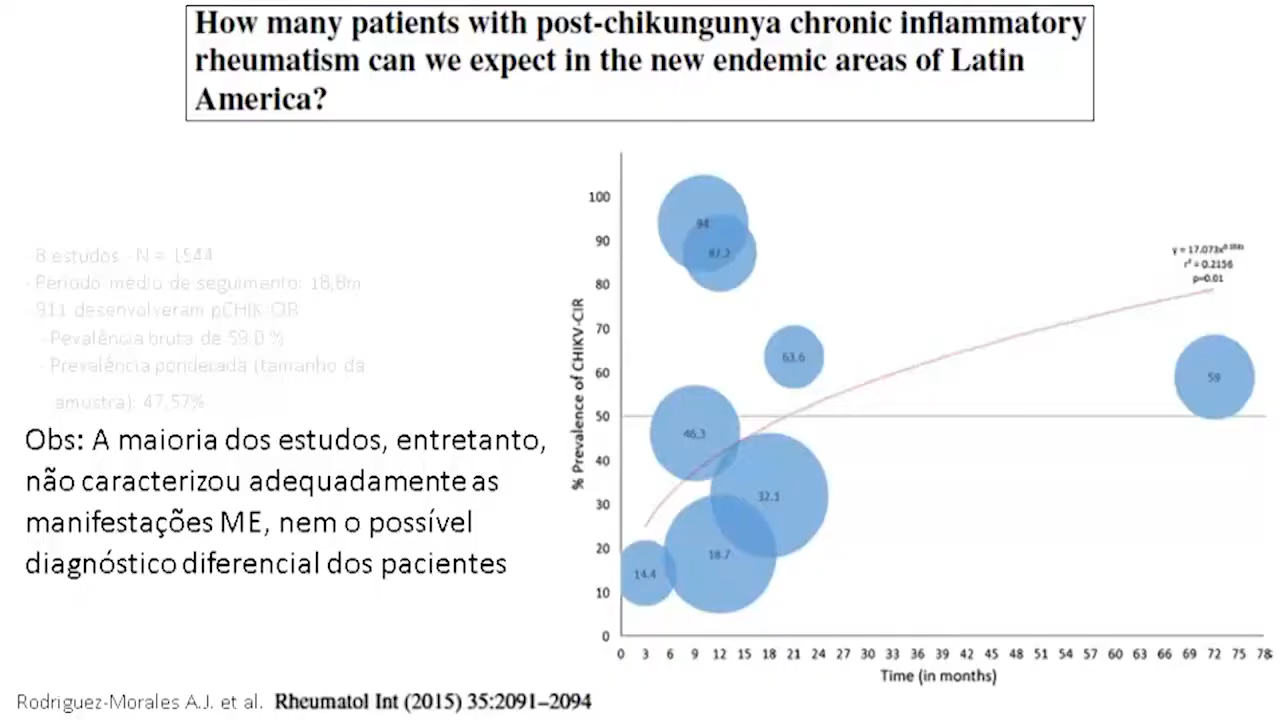 How many patients with post-chikungunya chronic inflammatory
rheumatism can we expect in the new endemic areas of Latin
America?
8 estudos - N = 1544
- Período médio de seguimento: 18,8m
- 911 desenvolveram pCHIK-CIR
- Pevalência bruta de 59.0 %
- Prevalência ponderada (tamanho da
amostra): 47,57%
Obs: A maioria dos estudos, entretanto,
não caracterizou adequadamente as
manifestações ME, nem o possível
diagnóstico diferencial dos pacientes
% Prevalence of CHIKV-CIR
100
90
80
70
60
50
40
30
20
10
0
94
87.2
63.6
46.3
32.1
18.7
14.4
59
r² = 0.2156
p=0.01
0 3 6 9 12 15 18 21 24 27 30 33 36 39 42 45 48 51 54 57 60 63 66 69 72 75 78
Time (in months)
Rodriguez-Morales A.J. et al. Rheumatol Int (2015) 35:2091–2094